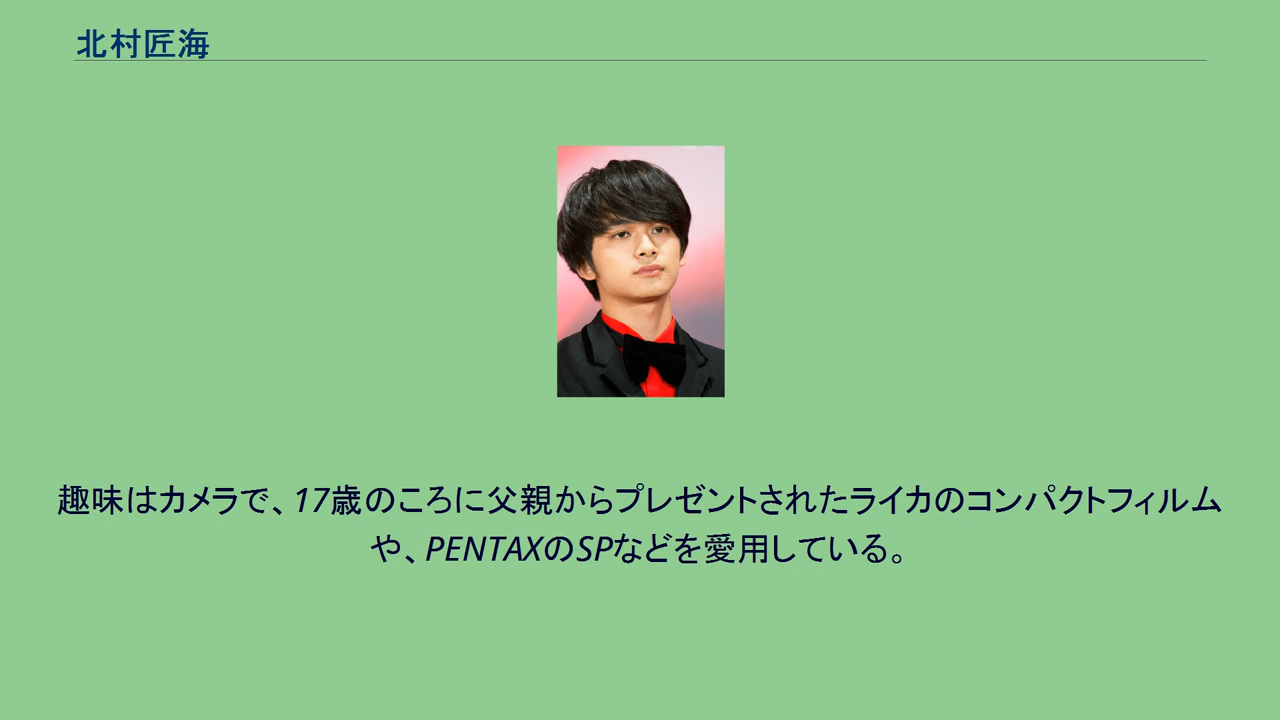 北村匠海
趣味はカメラで、17歳のころに父親からプレゼントされたライカのコンパクトフィルム
や、PENTAXのSPなどを愛用している。